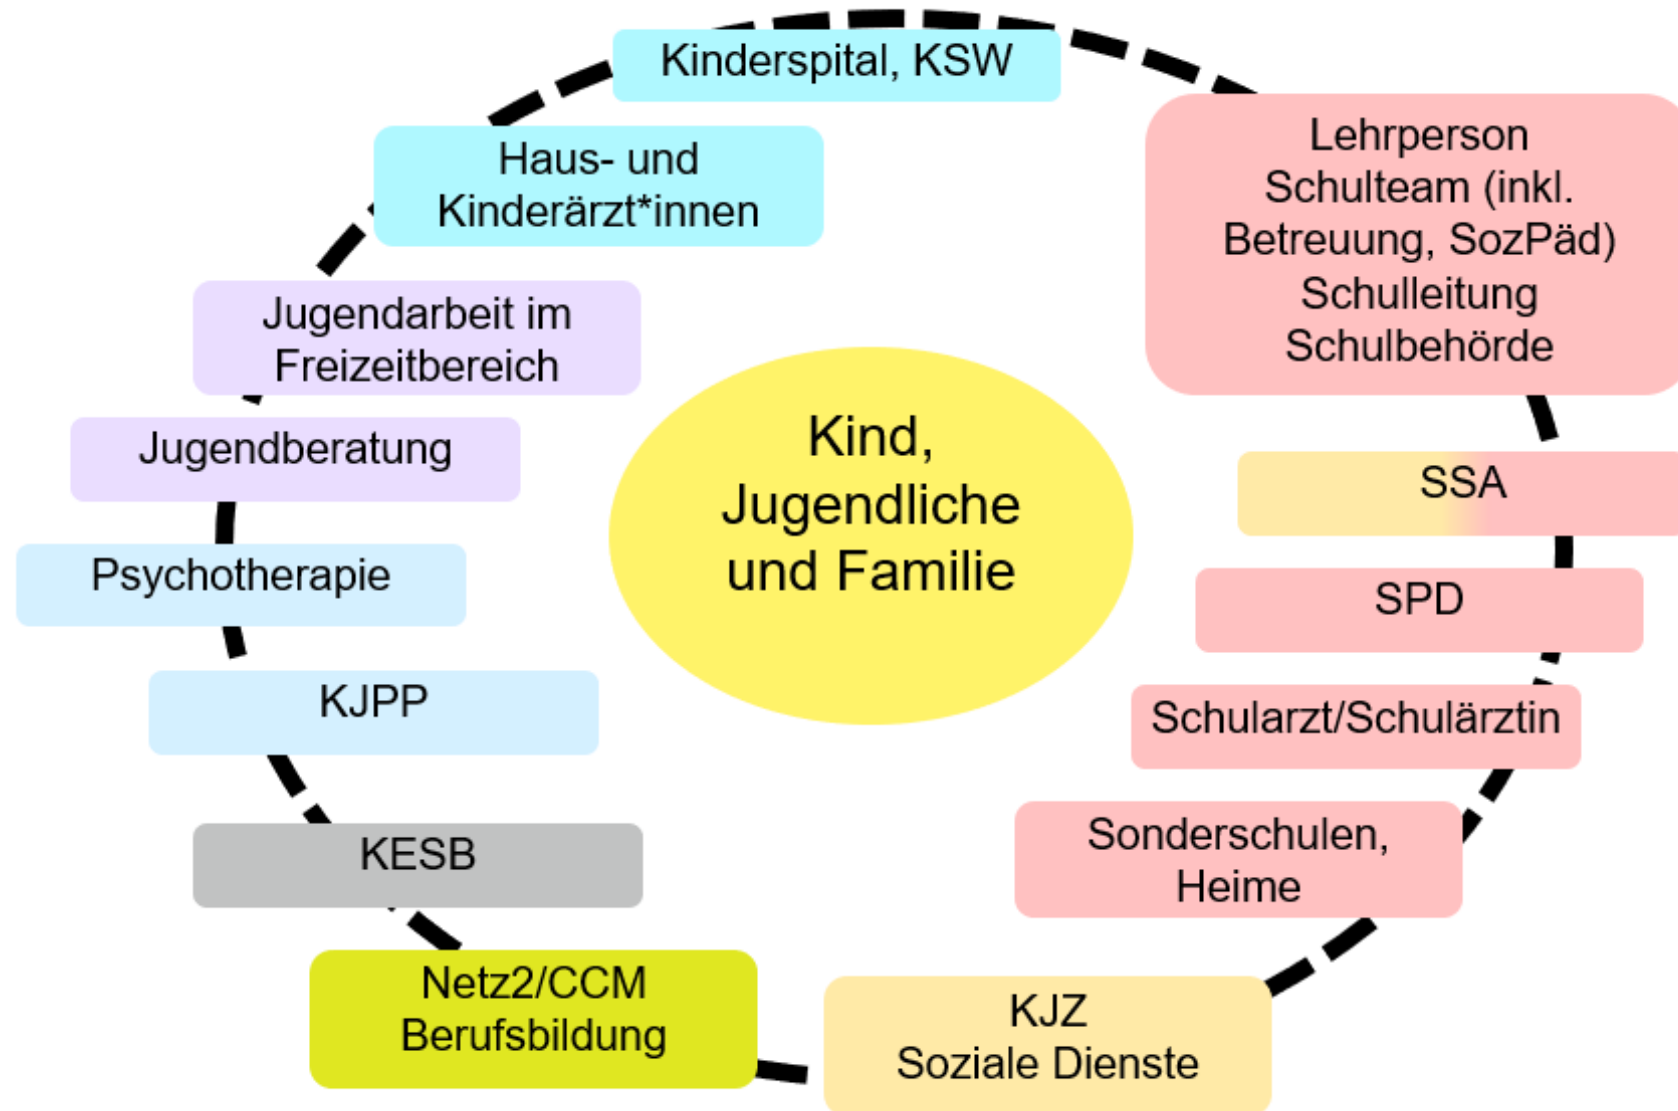 Kinderspital, KSW
Haus- und
Kinderärzt*innen
Lehrperson
Schulteam (inkl.
Betreuung, SozPäd)
Schulleitung
Schulbehörde
Jugendarbeit im
Freizeitbereich
Kind,
Jugendliche
und Familie
Jugendberatung
SSA
Psychotherapie
SPD
KJPP
Schularzt/Schulärztin
KESB
Sonderschulen,
Heime
Netz2/CCM
Berufsbildung
KJZ
Soziale Dienste